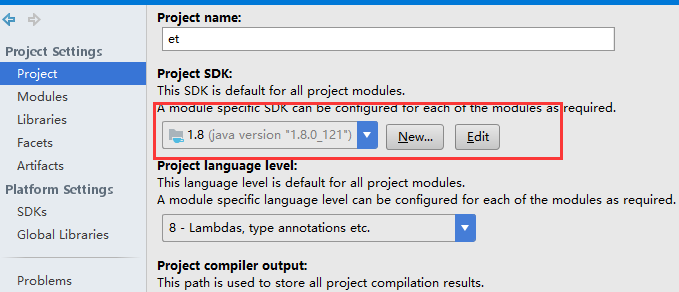 Project Settings
Project
Modules
Libraries
Facets
Artifacts
Platform Settings
SDKs
Global Libraries
Problems
Project name:
et
Project SDK:
This SDK is default for all project modules.
A module specific SDK can be configured for each of the modules as required.
1.8 (java version "1.8.0_121")
New...
Edit
Project language level:
This language level is default for all project modules.
A module specific language level can be configured for each of the modules as required.
8 - Lambdas, type annotations etc.
Project compiler output:
This path is used to store all project compilation results.